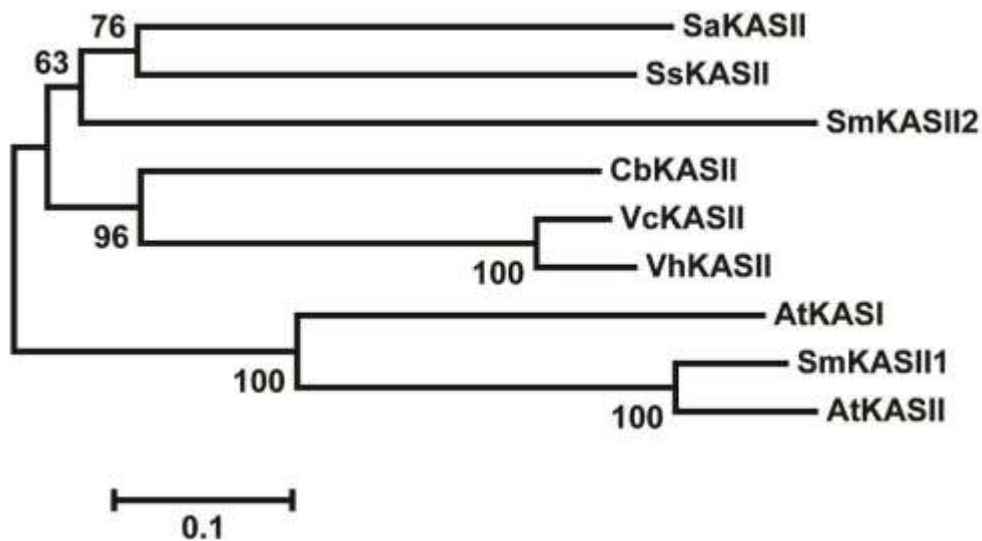 76
SaKASII
63
SsKASII
SmKASII2
CbKASII
VcKASII
96
100
VhKASII
AtKASI
SmKASII1
100
100
AtKASII
0.1